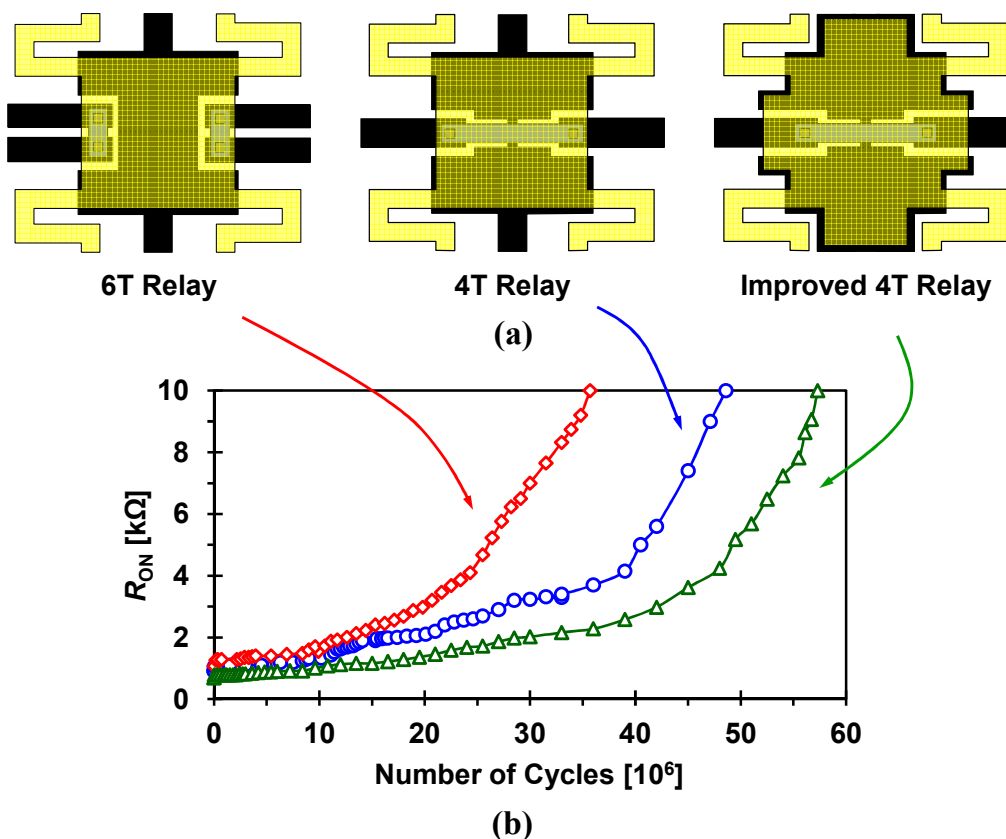 6T Relay
4T Relay
Improved 4T Relay
(a)
10
8
6
4
2
0
R_ON [kΩ]
0 10 20 30 40 50 60
Number of Cycles [10⁶]
(b)